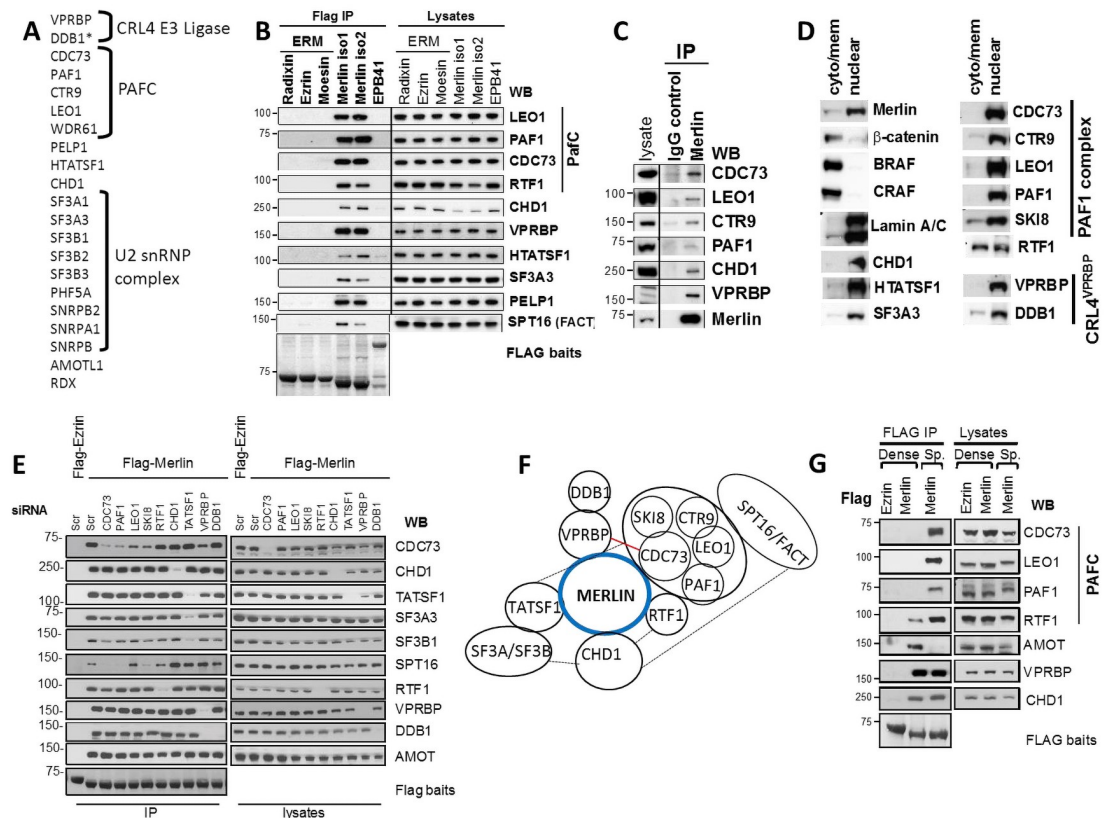 A
VPRBP
DDB1*
CRL4 E3 Ligase
CDC73
PAF1
CTR9
LEO1
WDR61
PAFC
PELP1
HTATSF1
CHD1
SF3A1
SF3A3
SF3B1
SF3B2
SF3B3
PHF5A
SNRPB2
SNRPA1
SNRPB
U2 snRNP
complex
AMOTL1
RDX
B
Flag IP
Lysates
ERM
ERM
Radixin
Ezrin
Moesin
Merlin iso1
Merlin iso2
EPB41
Radixin
Ezrin
Moesin
Merlin iso1
Merlin iso2
EPB41
WB
100
LEO1
75
PAF1
CDC73
100
RTF1
PafC
250
CHD1
VPRBP
100
HTATSF1
SF3A3
150
PELP1
150
SPT16 (FACT)
75
FLAG baits
C
IP
lysate
IgG control
Merlin
WB
CDC73
100
LEO1
150
CTR9
75
PAF1
250
CHD1
VPRBP
75
Merlin
D
cyto/mem
nuclear
cyto/mem
nuclear
Merlin
β-catenin
BRAF
CRAF
Lamin A/C
CHD1
HTATSF1
SF3A3
CDC73
CTR9
LEO1
PAF1
SKI8
RTF1
PAF1 complex
VPRBP
DDB1
CRL4VPRBP
E
Flag-Ezrin
Flag-Merlin
Flag-Ezrin
Flag-Merlin
siRNA
Scr
Scr
CDC73
PAF1
LEO1
SKI8
RTF1
CHD1
TATSF1
VPRBP
DDB1
Scr
Scr
CDC73
PAF1
LEO1
SKI8
RTF1
CHD1
TATSF1
VPRBP
DDB1
WB
75-
CDC73
250-
CHD1
100-
TATSF1
75-
SF3A3
150-
SF3B1
150-
SPT16
100-
RTF1
150-
VPRBP
150-
DDB1
150-
AMOT
75-
Flag baits
IP
lysates
F
DDB1
VPRBP
SKI8
CTR9
CDC73
LEO1
PAF1
SPT16/FACT
MERLIN
TATSF1
RTF1
SF3A/SF3B
CHD1
G
FLAG IP
Lysates
Dense
Sp.
Dense
Sp.
Flag
Ezrin
Merlin
Merlin
Ezrin
Merlin
Merlin
WB
75
CDC73
100
LEO1
75
PAF1
100
RTF1
PAFC
150
AMOT
150
VPRBP
250
CHD1
75
FLAG baits